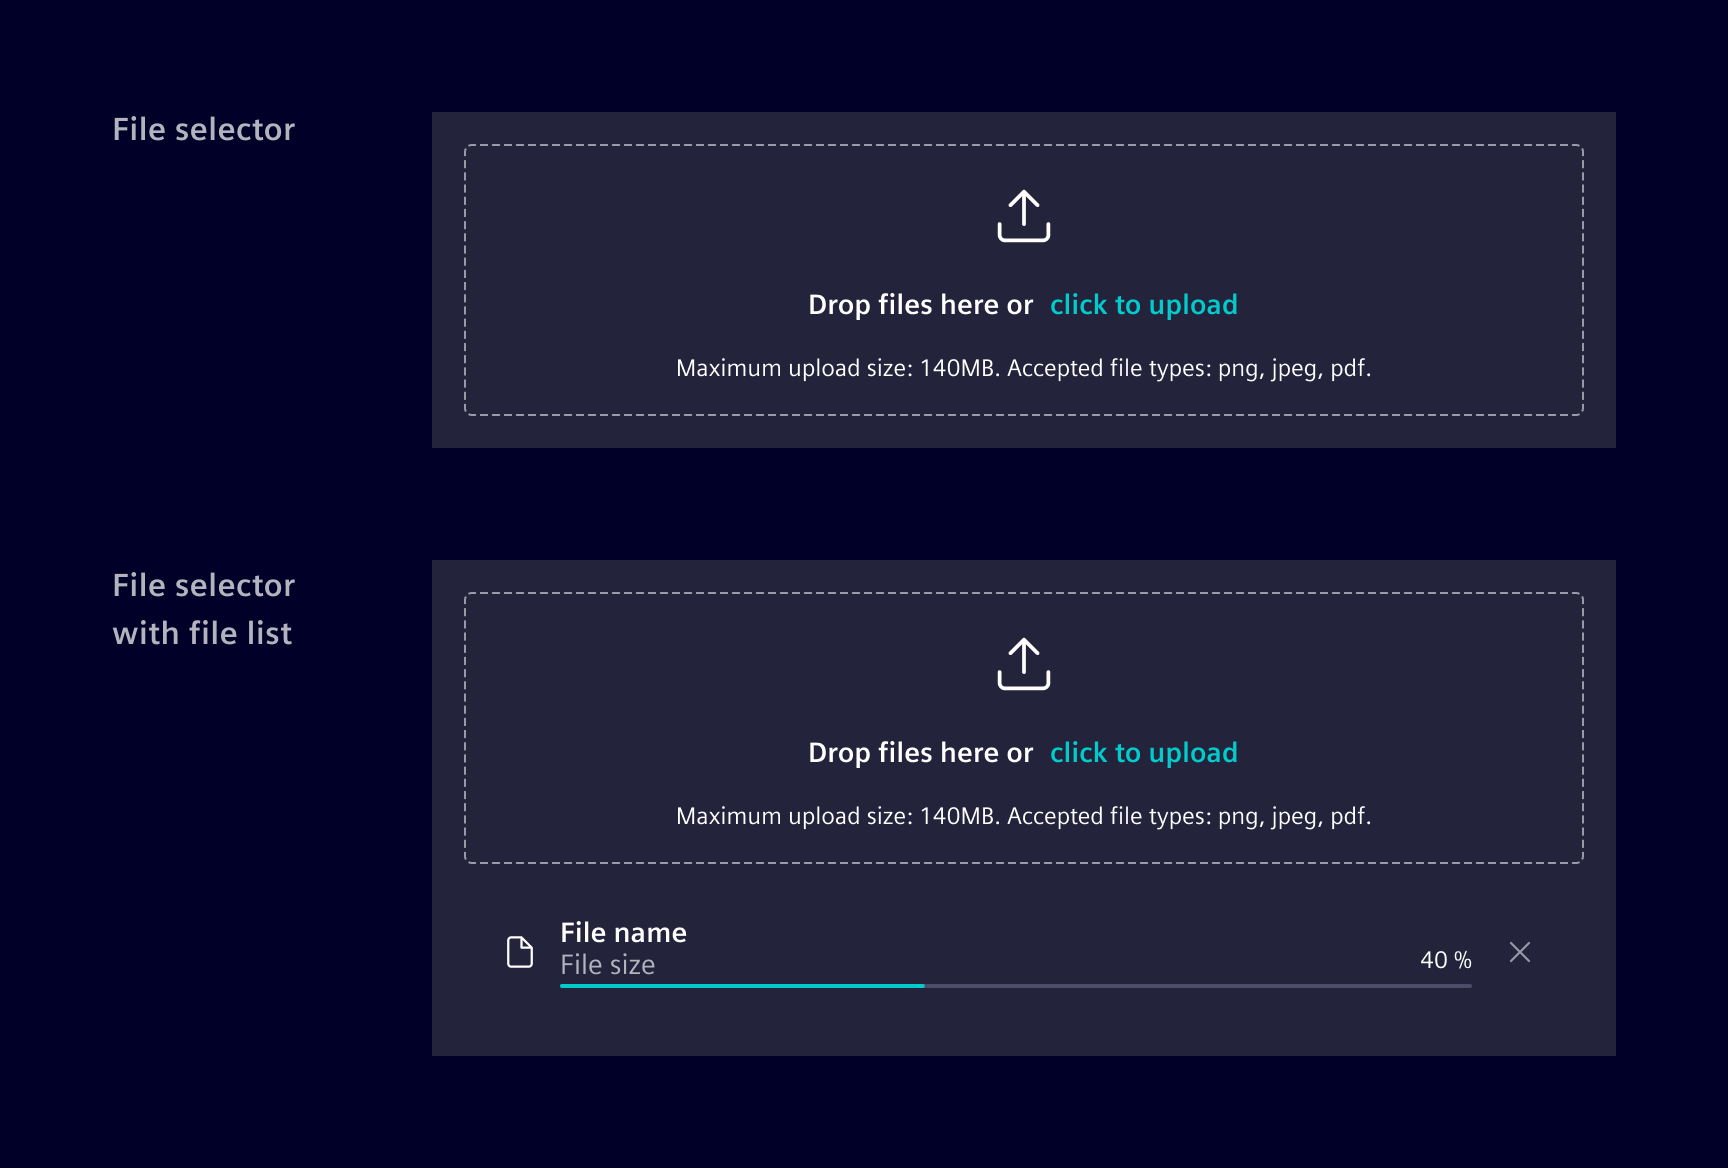 File selector
Drop files here or click to upload
Maximum upload size: 140MB. Accepted file types: png, jpeg, pdf.
File selector
with file list
Drop files here or click to upload
Maximum upload size: 140MB. Accepted file types: png, jpeg, pdf.
File name
File size
40 %